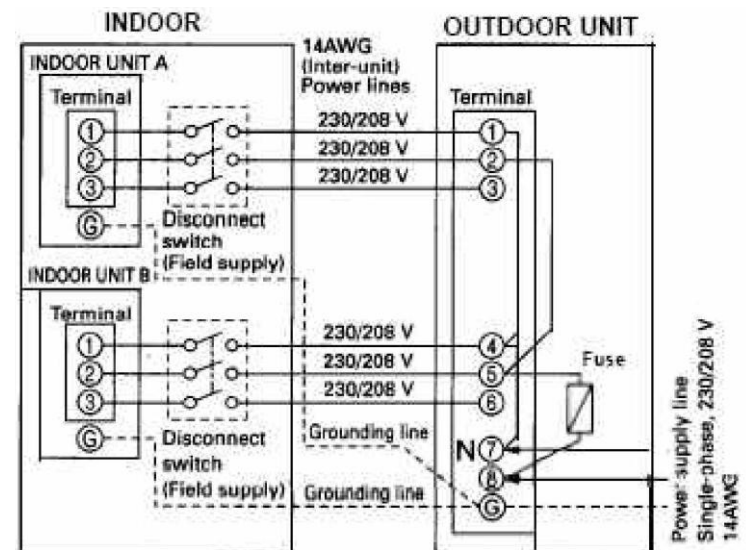 INDOOR
OUTDOOR UNIT
INDOOR UNIT A
14AWG
(Inter-unit)
Power lines
Terminal
Terminal
1
230/208 V
1
2
230/208 V
2
3
230/208 V
3
G
Disconnect
switch
(Field supply)
INDOOR UNIT B
Terminal
1
230/208 V
4
2
230/208 V
5
Fuse
3
230/208 V
6
G
Disconnect
switch
(Field supply)
Grounding line
N
7
8
Grounding line
G
Power supply line
Single-phase, 230/208 V
14AWG